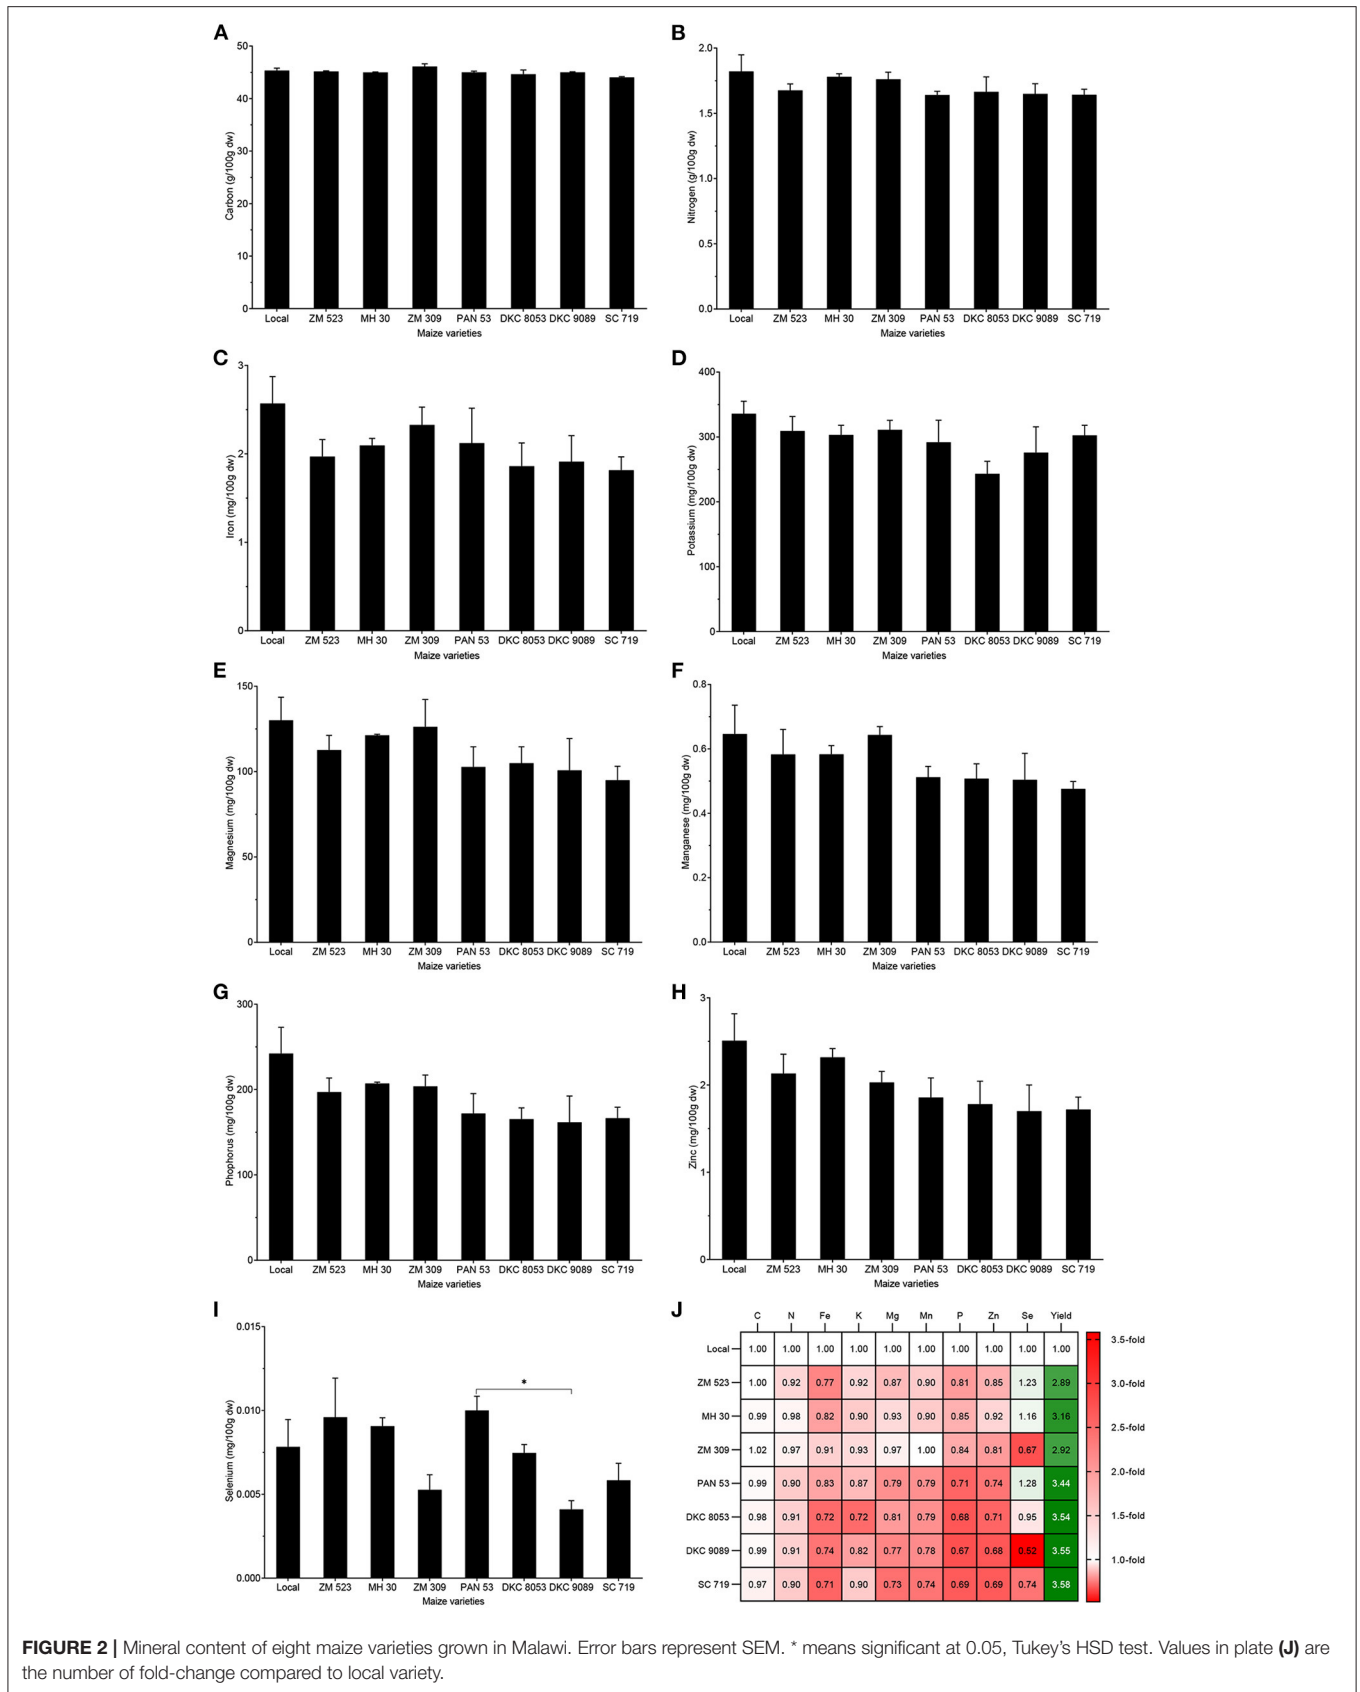 A
50
40
30
20
10
0
Carbon (g/100g dw)
Local ZM 523 MH 30 ZM 309 PAN 53 DKC 8053 DKC 9089 SC 719
Maize varieties
B
2.0
1.5
1.0
0.5
0.0
Nitrogen (g/100g dw)
Local ZM 523 MH 30 ZM 309 PAN 53 DKC 8053 DKC 9089 SC 719
Maize varieties
C
3
2
1
0
Iron (mg/100g dw)
Local ZM 523 MH 30 ZM 309 PAN 53 DKC 8053 DKC 9089 SC 719
Maize varieties
D
400
300
200
100
0
Potassium (mg/100g dw)
Local ZM 523 MH 30 ZM 309 PAN 53 DKC 8053 DKC 9089 SC 719
Maize varieties
E
150
100
50
0
Magnesium (mg/100g dw)
Local ZM 523 MH 30 ZM 309 PAN 53 DKC 8053 DKC 9089 SC 719
Maize varieties
F
0.8
0.6
0.4
0.2
0.0
Manganese (mg/100g dw)
Local ZM 523 MH 30 ZM 309 PAN 53 DKC 8053 DKC 9089 SC 719
Maize varieties
G
300
200
100
0
Phophorus (mg/100g dw)
Local ZM 523 MH 30 ZM 309 PAN 53 DKC 8053 DKC 9089 SC 719
Maize varieties
H
3
2
1
0
Zinc (mg/100g dw)
Local ZM 523 MH 30 ZM 309 PAN 53 DKC 8053 DKC 9089 SC 719
Maize varieties
I
0.015
0.010
0.005
0.000
Selenium (mg/100g dw)
*
Local ZM 523 MH 30 ZM 309 PAN 53 DKC 8053 DKC 9089 SC 719
Maize varieties
J
C N Fe K Mg Mn P Zn Se Yield
Local 1.00 1.00 1.00 1.00 1.00 1.00 1.00 1.00 1.00 1.00
ZM 523 1.00 0.92 0.77 0.92 0.87 0.90 0.81 0.85 1.23 2.89
MH 30 0.99 0.98 0.82 0.90 0.93 0.90 0.85 0.92 1.16 3.16
ZM 309 1.02 0.97 0.91 0.93 0.97 1.00 0.84 0.81 0.67 2.92
PAN 53 0.99 0.90 0.83 0.87 0.79 0.79 0.71 0.74 1.28 3.44
DKC 8053 0.98 0.91 0.72 0.72 0.81 0.79 0.68 0.71 0.95 3.54
DKC 9089 0.99 0.91 0.74 0.82 0.77 0.78 0.67 0.68 0.52 3.55
SC 719 0.97 0.90 0.71 0.90 0.73 0.74 0.69 0.69 0.74 3.58
3.5-fold
3.0-fold
2.5-fold
2.0-fold
1.5-fold
1.0-fold
FIGURE 2 | Mineral content of eight maize varieties grown in Malawi. Error bars represent SEM. * means significant at 0.05, Tukey's HSD test. Values in plate (J) are
the number of fold-change compared to local variety.